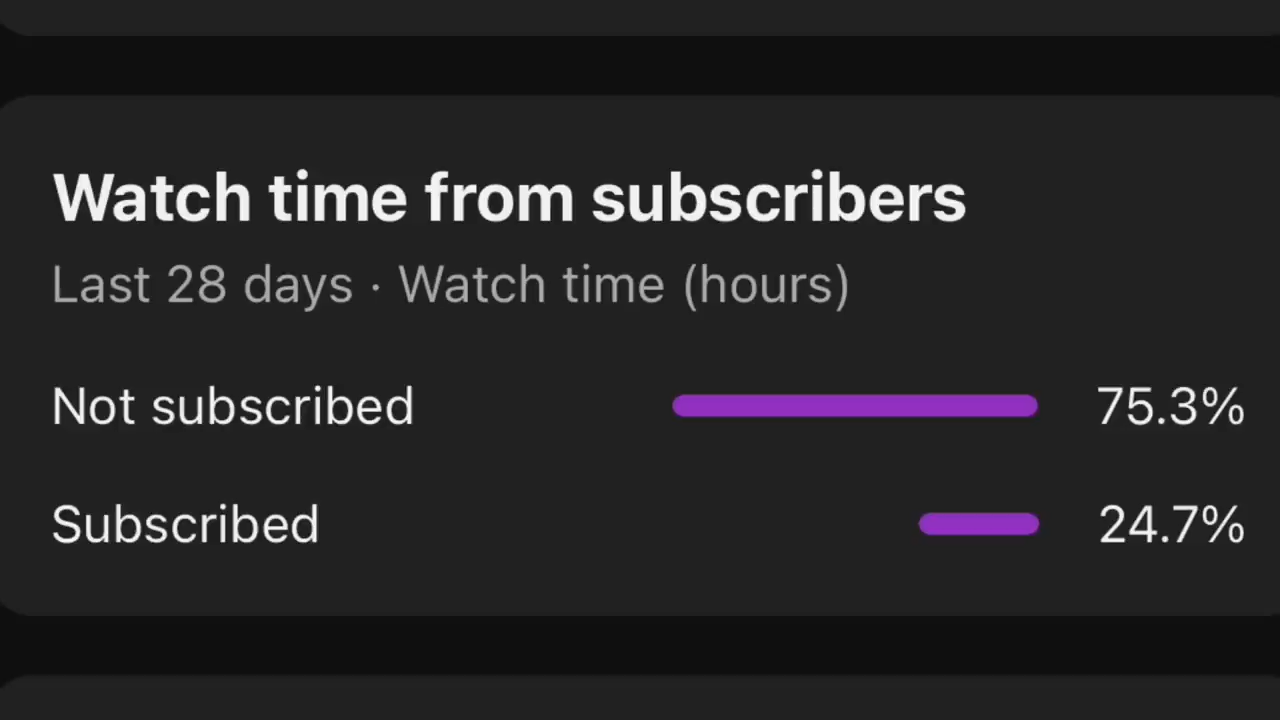 Watch time from subscribers
Last 28 days · Watch time (hours)
Not subscribed 75.3%
Subscribed 24.7%